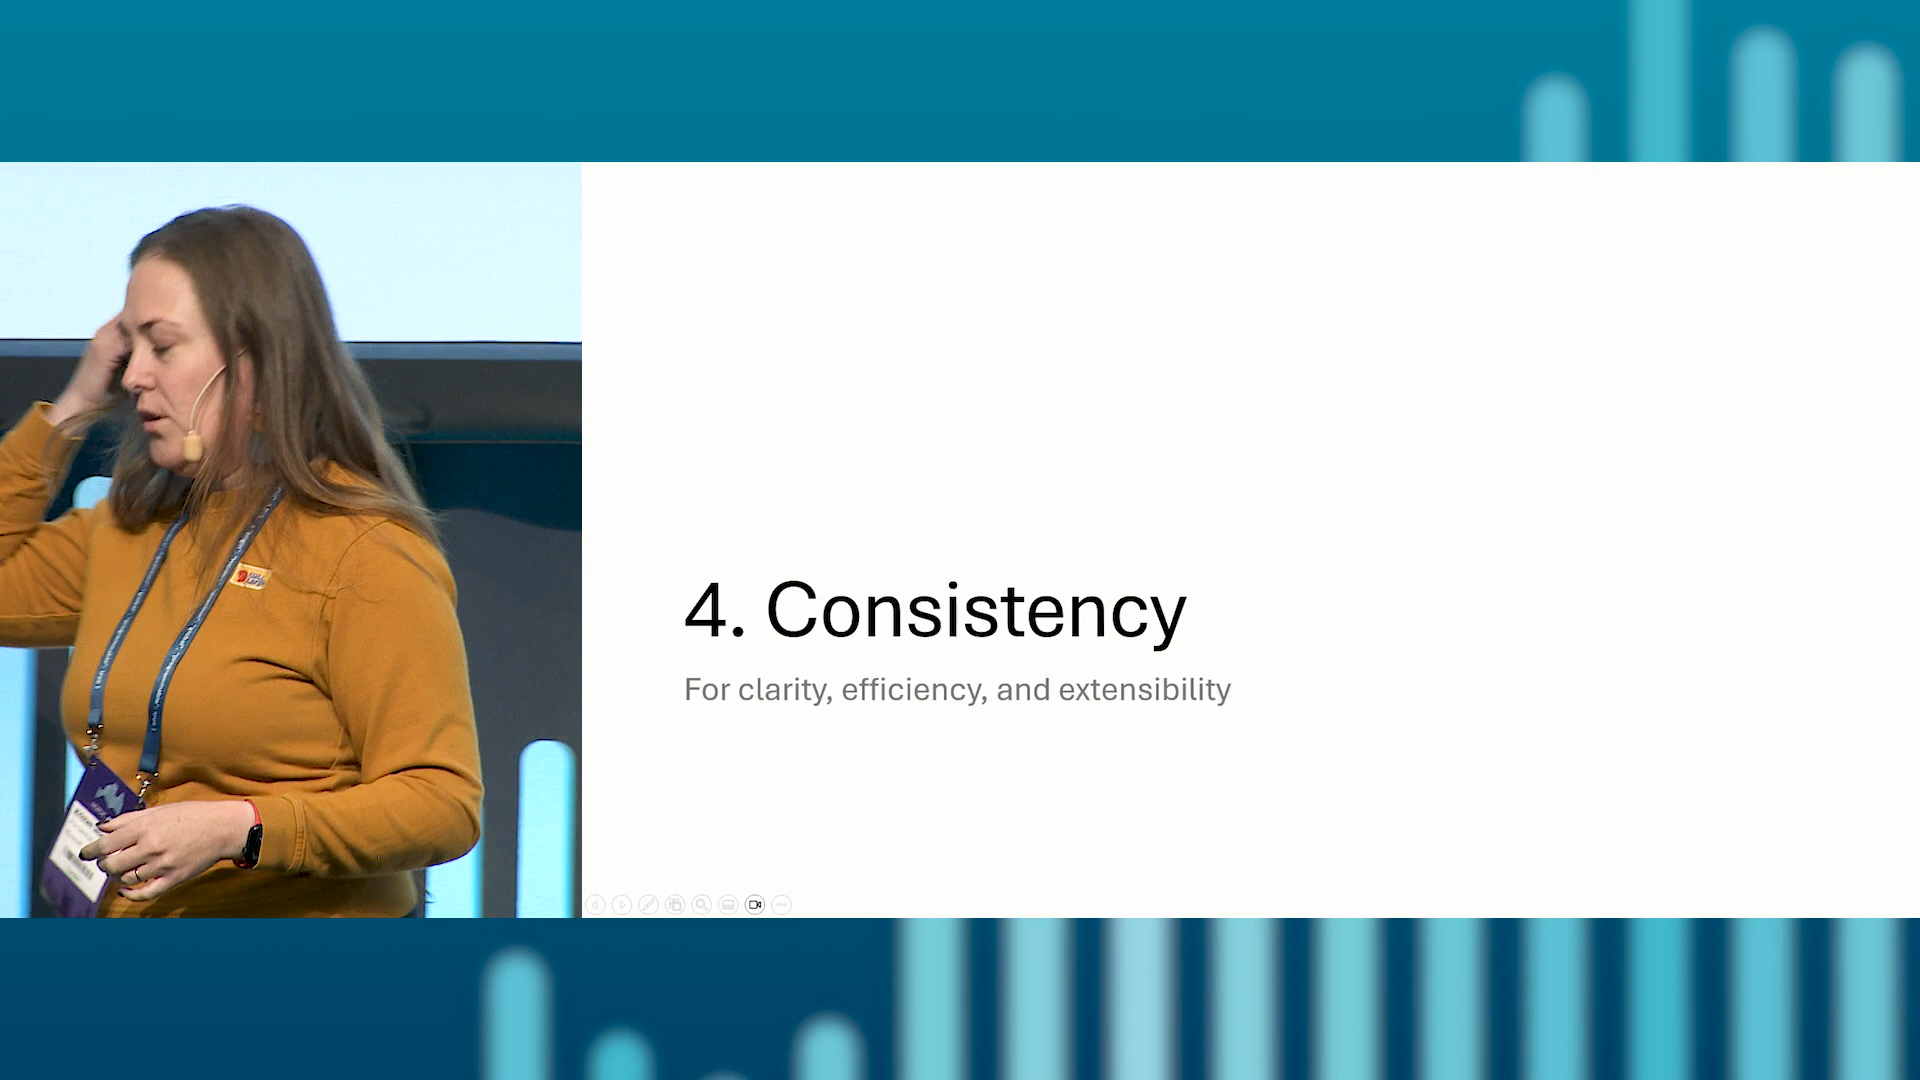 4. Consistency
For clarity, efficiency, and extensibility